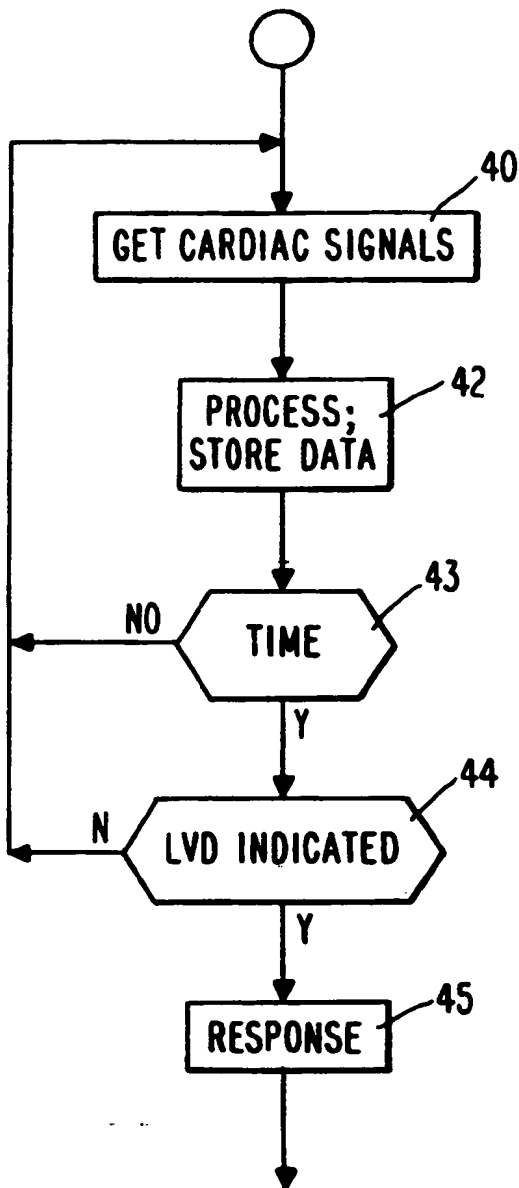 40
GET CARDIAC SIGNALS
42
PROCESS;
STORE DATA
43
NO
TIME
Y
44
N
LVD INDICATED
Y
45
RESPONSE